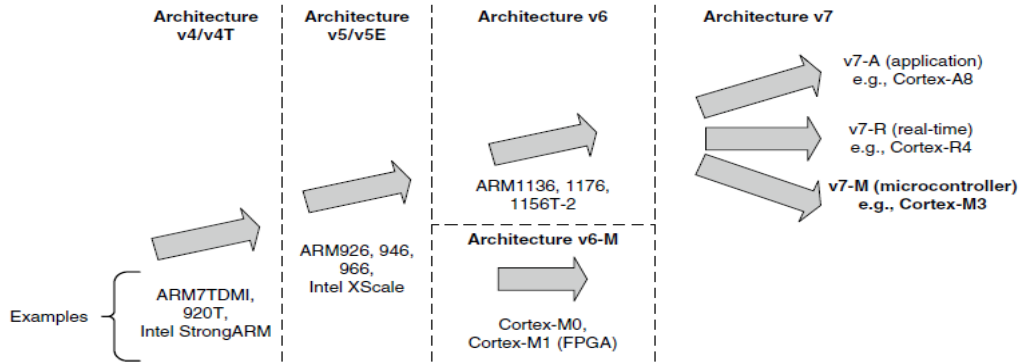 Architecture
v4/v4T
Architecture
v5/v5E
Architecture v6
Architecture v7
v7-A (application)
e.g., Cortex-A8
v7-R (real-time)
e.g., Cortex-R4
v7-M (microcontroller)
e.g., Cortex-M3
ARM1136, 1176,
1156T-2
Architecture v6-M
ARM926, 946,
966,
Intel XScale
Examples
ARM7TDMI,
920T,
Intel StrongARM
Cortex-M0,
Cortex-M1 (FPGA)